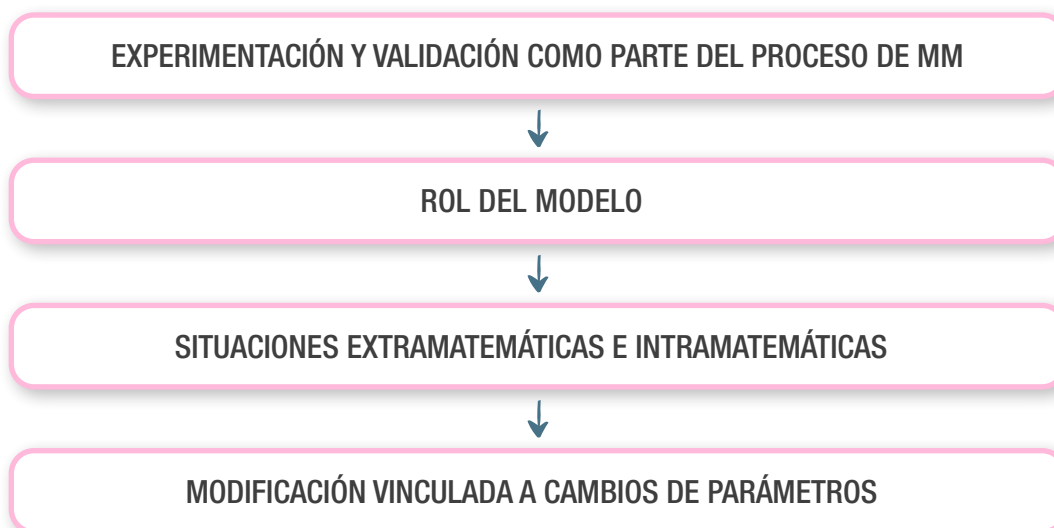 EXPERIMENTACIÓN Y VALIDACIÓN COMO PARTE DEL PROCESO DE MM
ROL DEL MODELO
SITUACIONES EXTRAMATEMÁTICAS E INTRAMATEMÁTICAS
MODIFICACIÓN VINCULADA A CAMBIOS DE PARÁMETROS